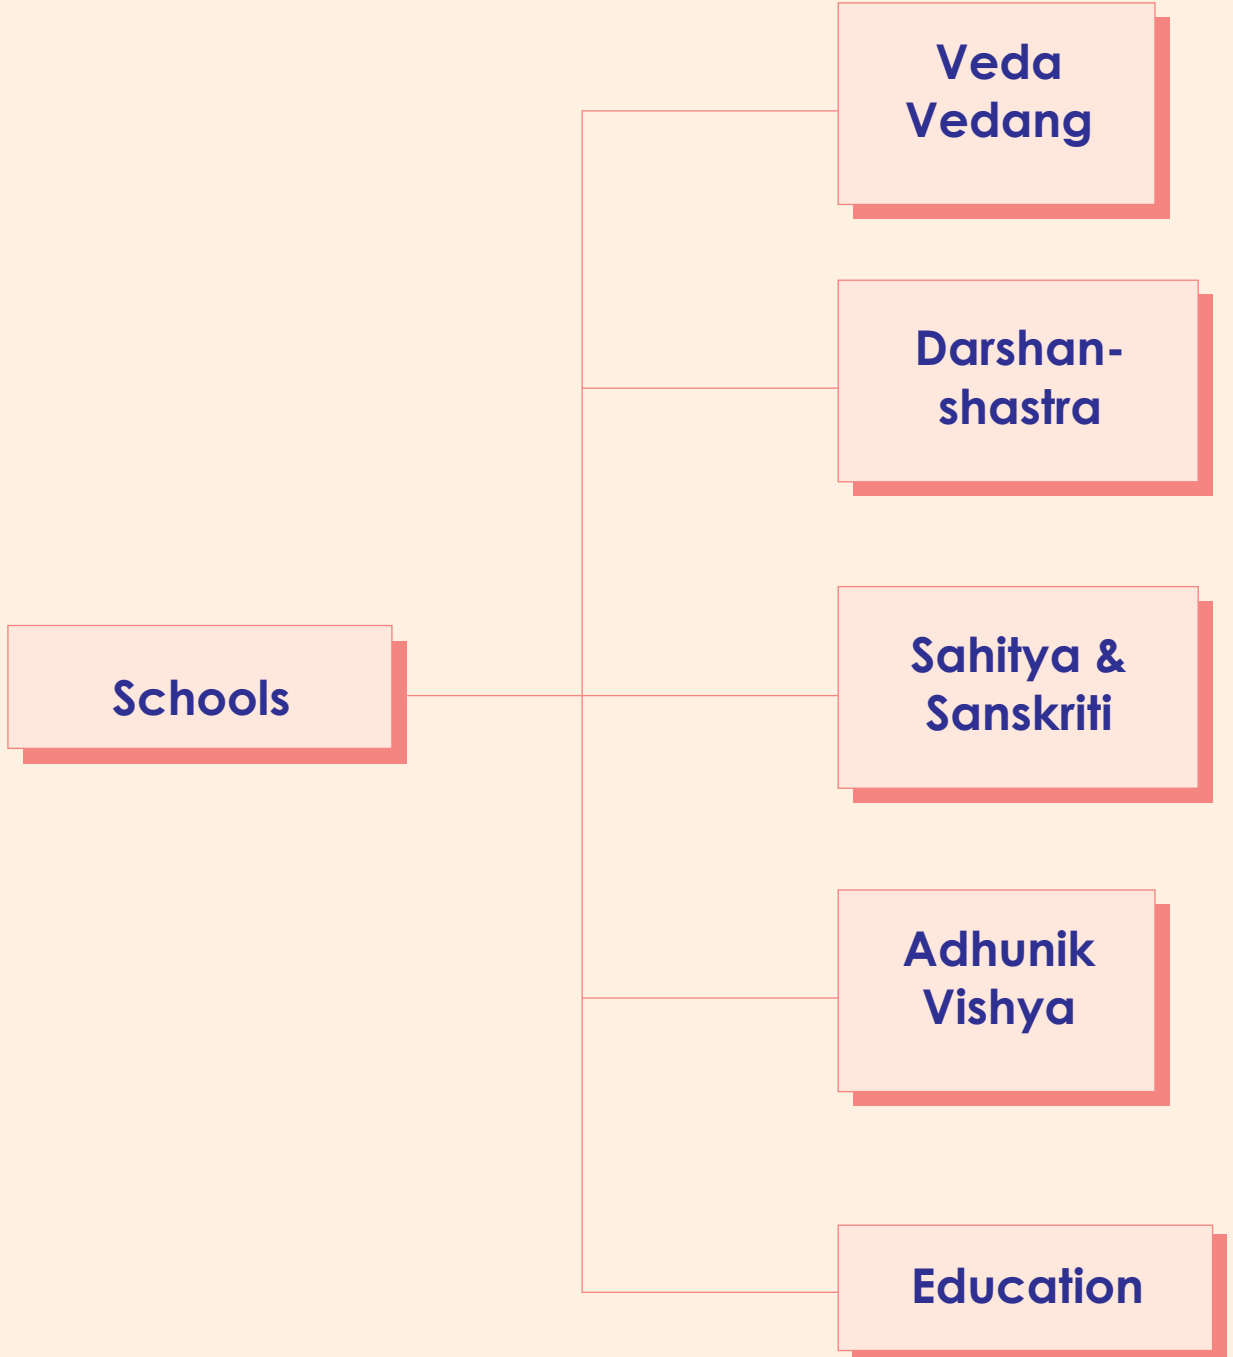 Veda
Vedang
Darshan-
shastra
Schools
Sahitya &
Sanskriti
Adhunik
Vishya
Education